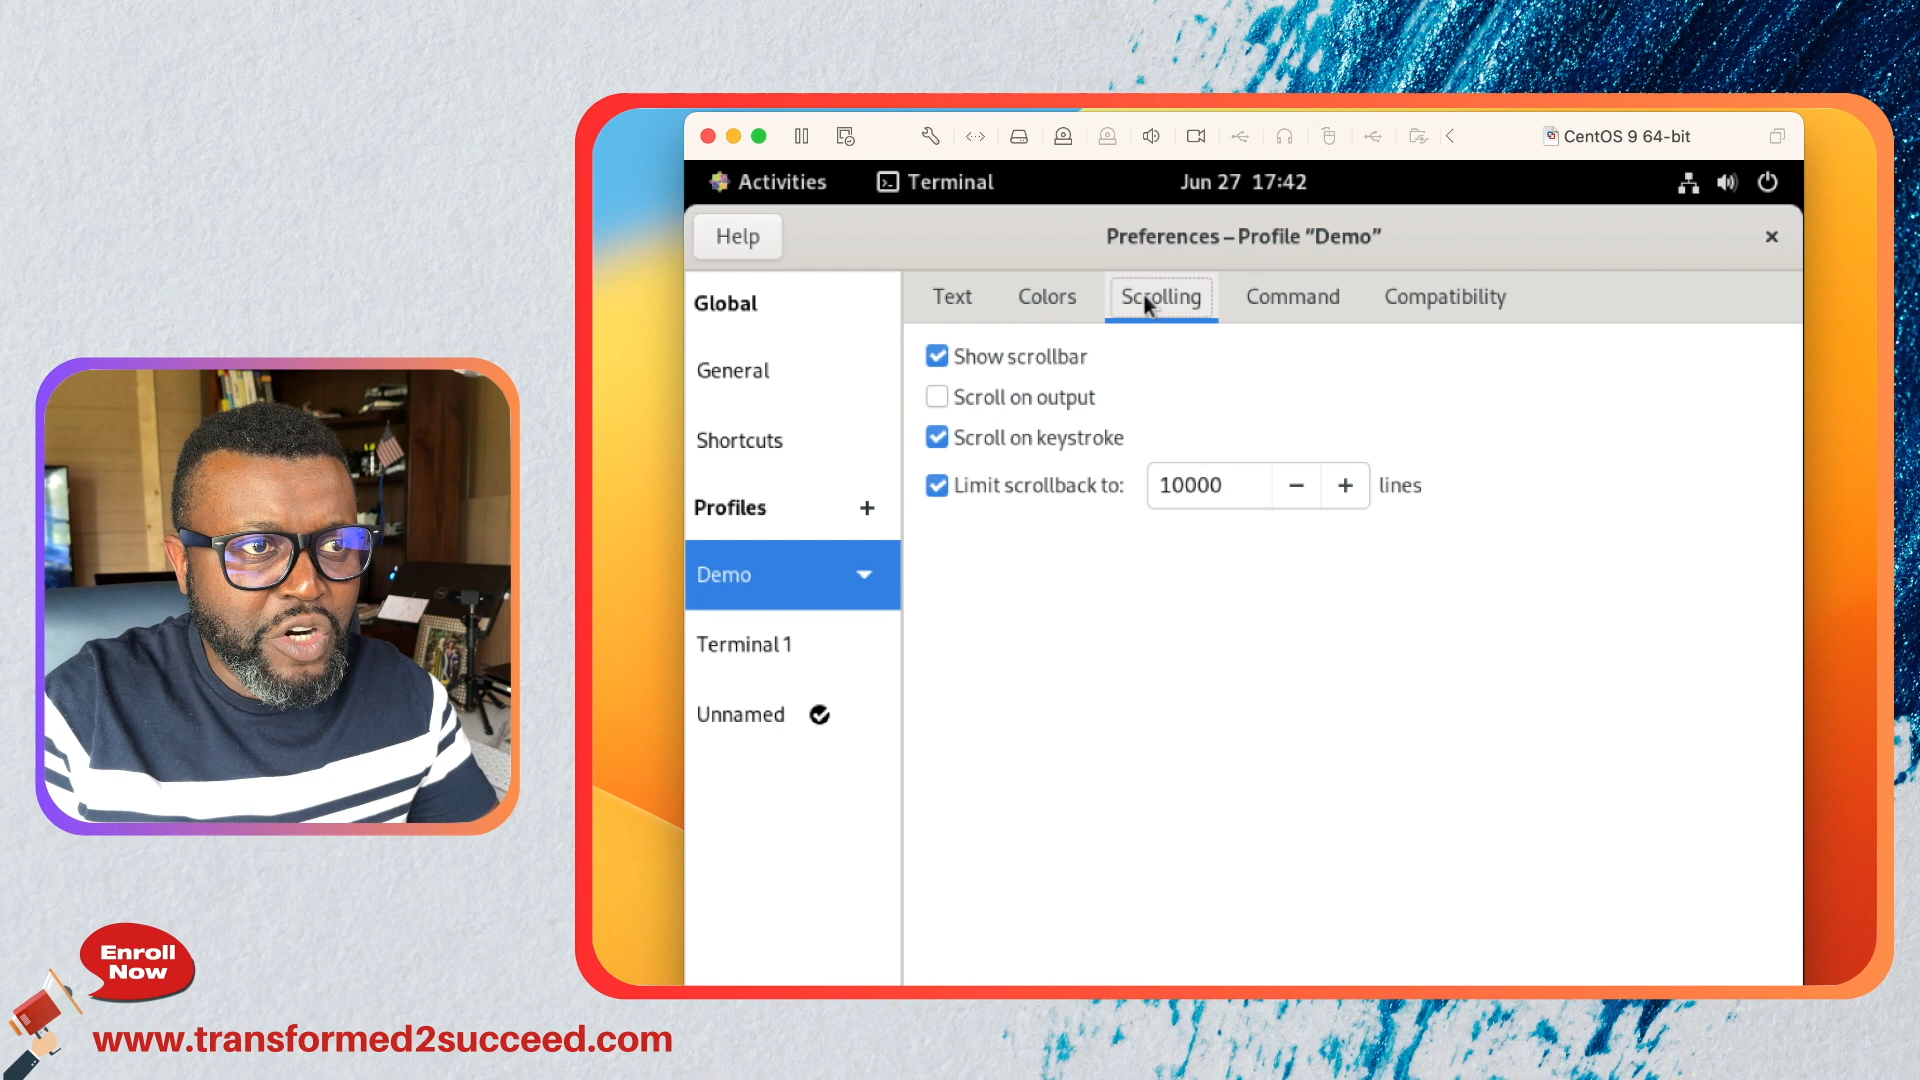 CentOS 9 64-bit
Activities
Terminal
Jun 27 17:42
Help
Preferences – Profile “Demo”
Global
General
Shortcuts
Profiles
+
Demo
Terminal 1
Unnamed
Text
Colors
Scrolling
Command
Compatibility
Show scrollbar
Scroll on output
Scroll on keystroke
Limit scrollback to: 10000 − + lines
Enroll
Now
www.transformed2succeed.com